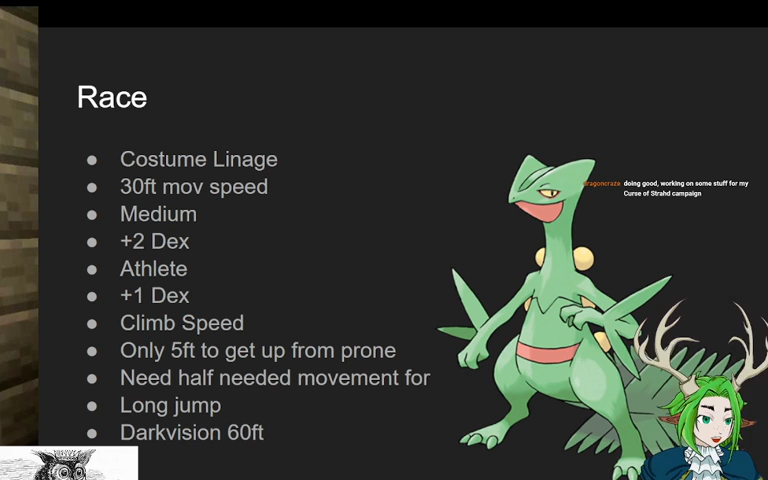 Race
Costume Linage
30ft mov speed
Medium
+2 Dex
Athlete
+1 Dex
Climb Speed
Only 5ft to get up from prone
Need half needed movement for
Long jump
Darkvision 60ft
dragoncraze doing good, working on some stuff for my
Curse of Strahd campaign